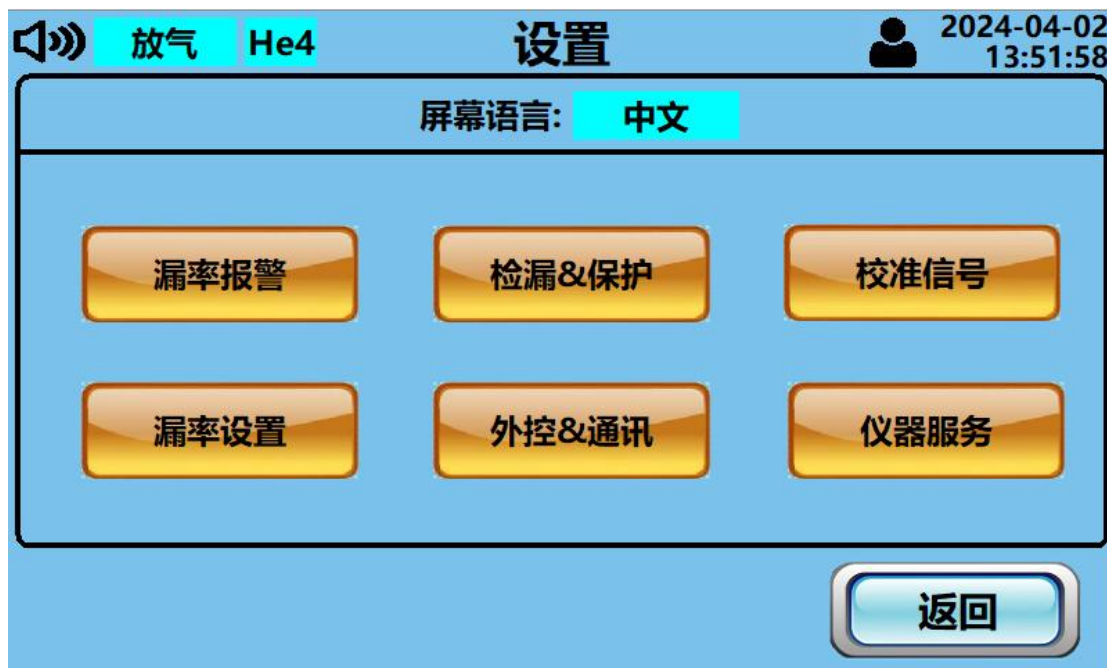 放气 He4 设置 2024-04-02
13:51:58
屏幕语言: 中文
漏率报警 检漏&保护 校准信号
漏率设置 外控&通讯 仪器服务
返回